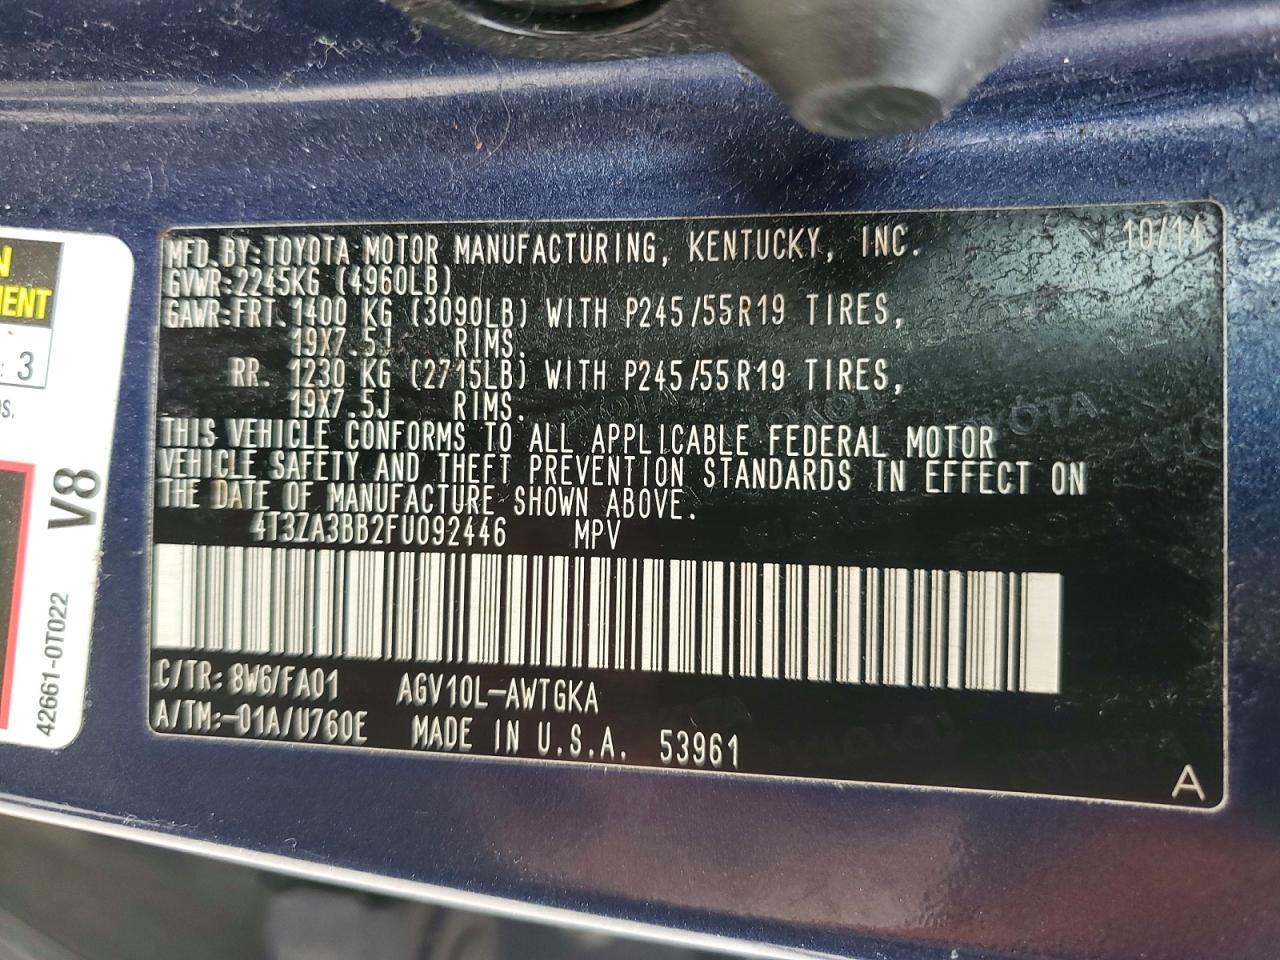 MFD.BY:TOYOTA MOTOR MANUFACTURING, KENTUCKY, INC. 10/14
GVWR:2245KG (4960LB)
GAWR:FRT. 1400 KG (3090LB) WITH P245/55R19 TIRES,
19X7.5J RIMS.
RR. 1230 KG (2715LB) WITH P245/55R19 TIRES,
19X7.5J RIMS.
THIS VEHICLE CONFORMS TO ALL APPLICABLE FEDERAL MOTOR
VEHICLE SAFETY AND THEFT PREVENTION STANDARDS IN EFFECT ON
THE DATE OF MANUFACTURE SHOWN ABOVE.
4T3ZA3BB2FU092446 MPV
C/TR: 8W6/FA01 AGV10L-AWTGKA
A/TM:-01A/U760E MADE IN U.S.A. 53961
A
: 3
V8
42661-0T022
TOYOTA